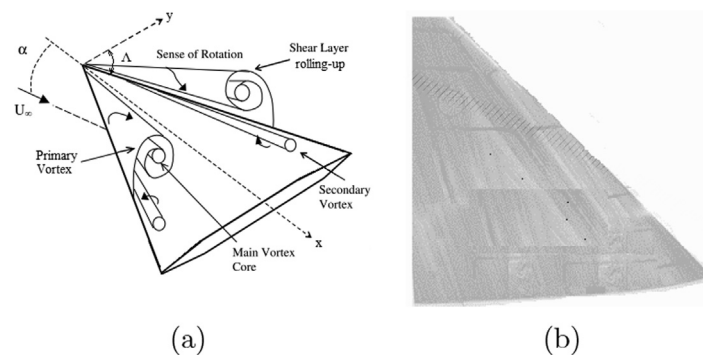 y
α
Λ
Sense of Rotation
Shear Layer
rolling-up
U∞
Primary
Vortex
Secondary
Vortex
x
Main Vortex
Core
(a)
(b)